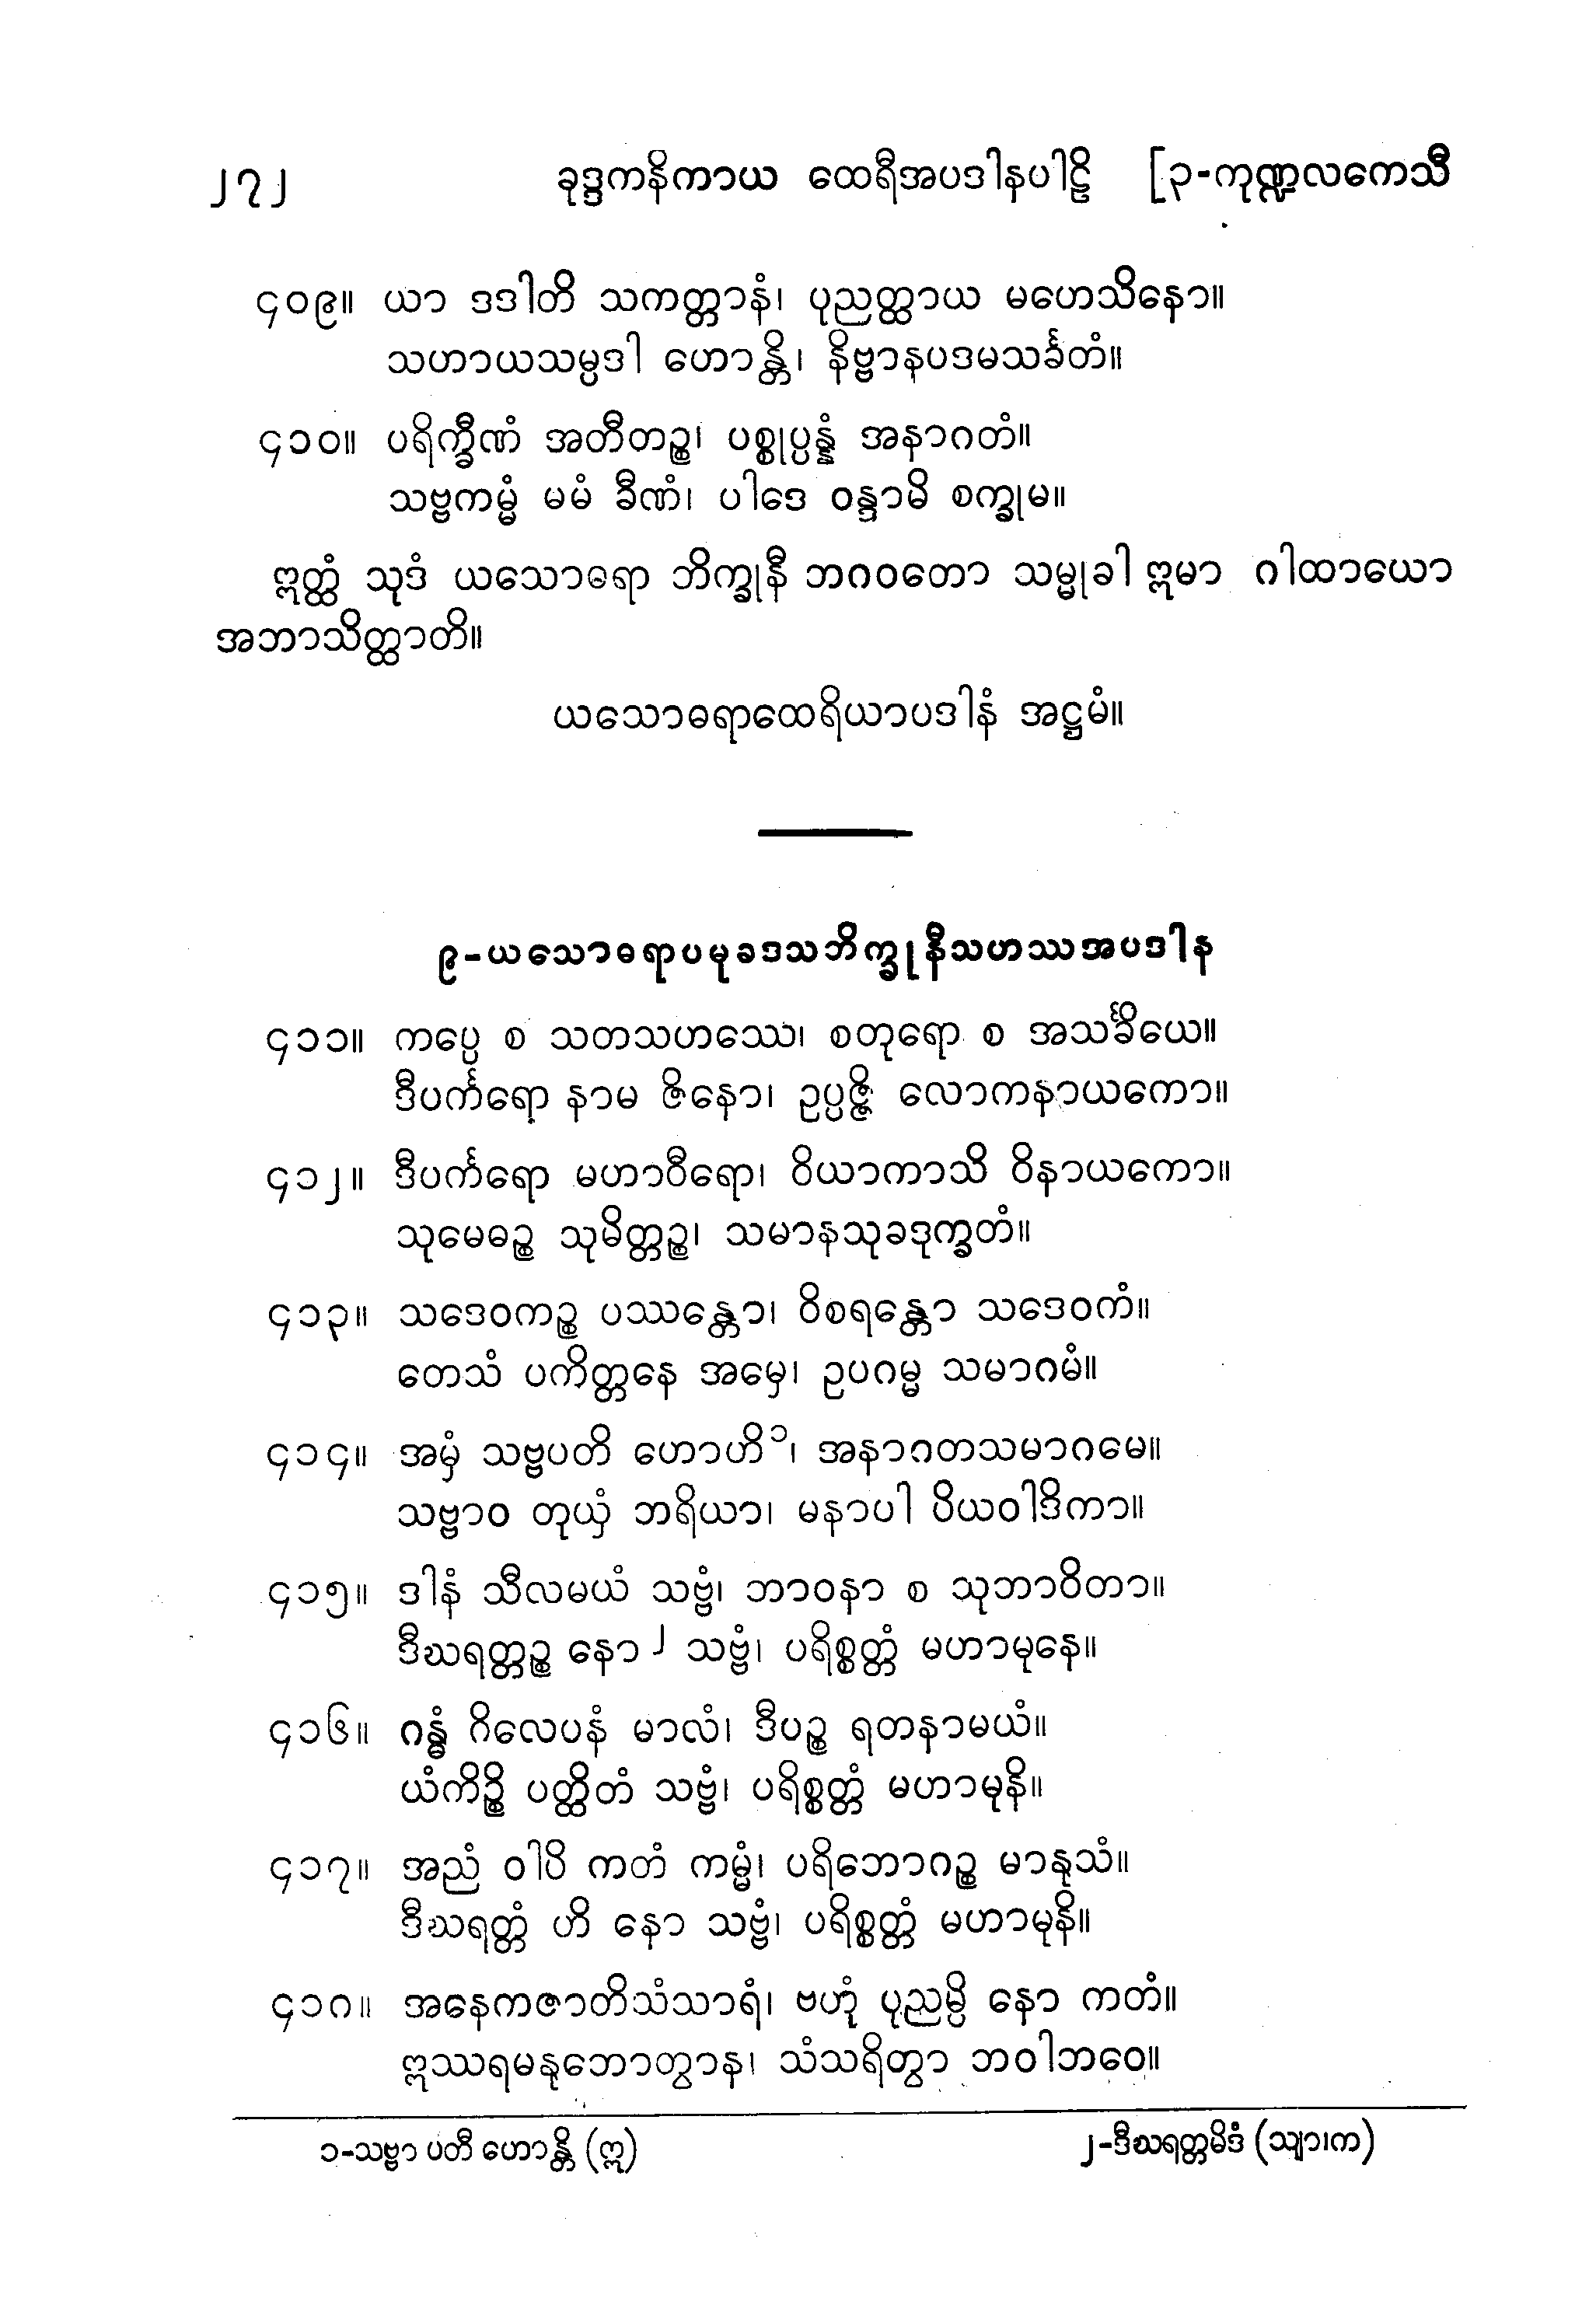 ၂၇၂ ခုဒ္ဒကနိကာယ ထေရီအပဒါနပါဠိ [၃-ကုဏ္ဍလကေသီ
၄၀၉။ ယာ ဒဒါတိ သကတ္တာနံ၊ ပုညတ္ထာယ မဟေသိနော။
သဟာယသမ္ပဒါ ဟောန္တိ၊ နိဗ္ဗာနပဒမသင်္ခတံ။
၄၁၀။ ပရိက္ခီဏံ အတီတဉ္စ၊ ပစ္စုပ္ပန္နံ အနာဂတံ။
သဗ္ဗကမ္မံ မမံ ခီဏံ၊ ပါဒေ ဝန္ဒာမိ စက္ခုမ။
ဣတ္ထံ သုဒံ ယသောဓရာ ဘိက္ခုနီ ဘဂဝတော သမ္မုခါ ဣမာ ဂါထာယော
အဘာသိတ္ထာတိ။
ယသောဓရာထေရိယာပဒါနံ အဋ္ဌမံ။
၉-ယသောဓရာပမုခဒသဘိက္ခုနီသဟဿအပဒါန
၄၁၁။ ကပ္ပေ စ သတသဟဿေ၊ စတုရော စ အသင်္ခိယေ။
ဒီပင်္ကရော နာမ ဇိနော၊ ဥပ္ပဇ္ဇိ လောကနာယကော။
၄၁၂။ ဒီပင်္ကရော မဟာဝီရော၊ ဝိယာကာသိ ဝိနာယကော။
သုမေဓဉ္စ သုမိတ္တဉ္စ၊ သမာနသုခဒုက္ခတံ။
၄၁၃။ သဒေဝကဉ္စ ပဿန္တော၊ ဝိစရန္တော သဒေဝကံ။
တေသံ ပကိတ္တနေ အမှေ၊ ဥပဂမ္မ သမာဂမံ။
၄၁၄။ အမှံ သဗ္ဗပတိ ဟောဟိ၁၊ အနာဂတသမာဂမေ။
သဗ္ဗာဝ တုယှံ ဘရိယာ၊ မနာပါ ပိယဝါဒိကာ။
၄၁၅။ ဒါနံ သီလမယံ သဗ္ဗံ၊ ဘာဝနာ စ သုဘာဝိတာ။
ဒီဃရတ္တဉ္စ နော၂ သဗ္ဗံ၊ ပရိစ္စတ္တံ မဟာမုနေ။
၄၁၆။ ဂန္ဓံ ဝိလေပနံ မာလံ၊ ဒီပဉ္စ ရတနာမယံ။
ယံကိဉ္စိ ပတ္ထိတံ သဗ္ဗံ၊ ပရိစ္စတ္တံ မဟာမုနိ။
၄၁၇။ အညံ ဝါပိ ကတံ ကမ္မံ၊ ပရိဘောဂဉ္စ မာနုသံ။
ဒီဃရတ္တံ ဟိ နော သဗ္ဗံ၊ ပရိစ္စတ္တံ မဟာမုနိ။
၄၁၈။ အနေကဇာတိသံသာရံ၊ ဗဟုံ ပုညမ္ပိ နော ကတံ။
ဣဿရမနုဘောတွာန၊ သံသရိတွာ ဘဝါဘဝေ။
၁-သဗ္ဗာ ပတီ ဟောန္တိ (ဣ) ၂-ဒီဃရတ္တမိဒံ (သျာ၊က)